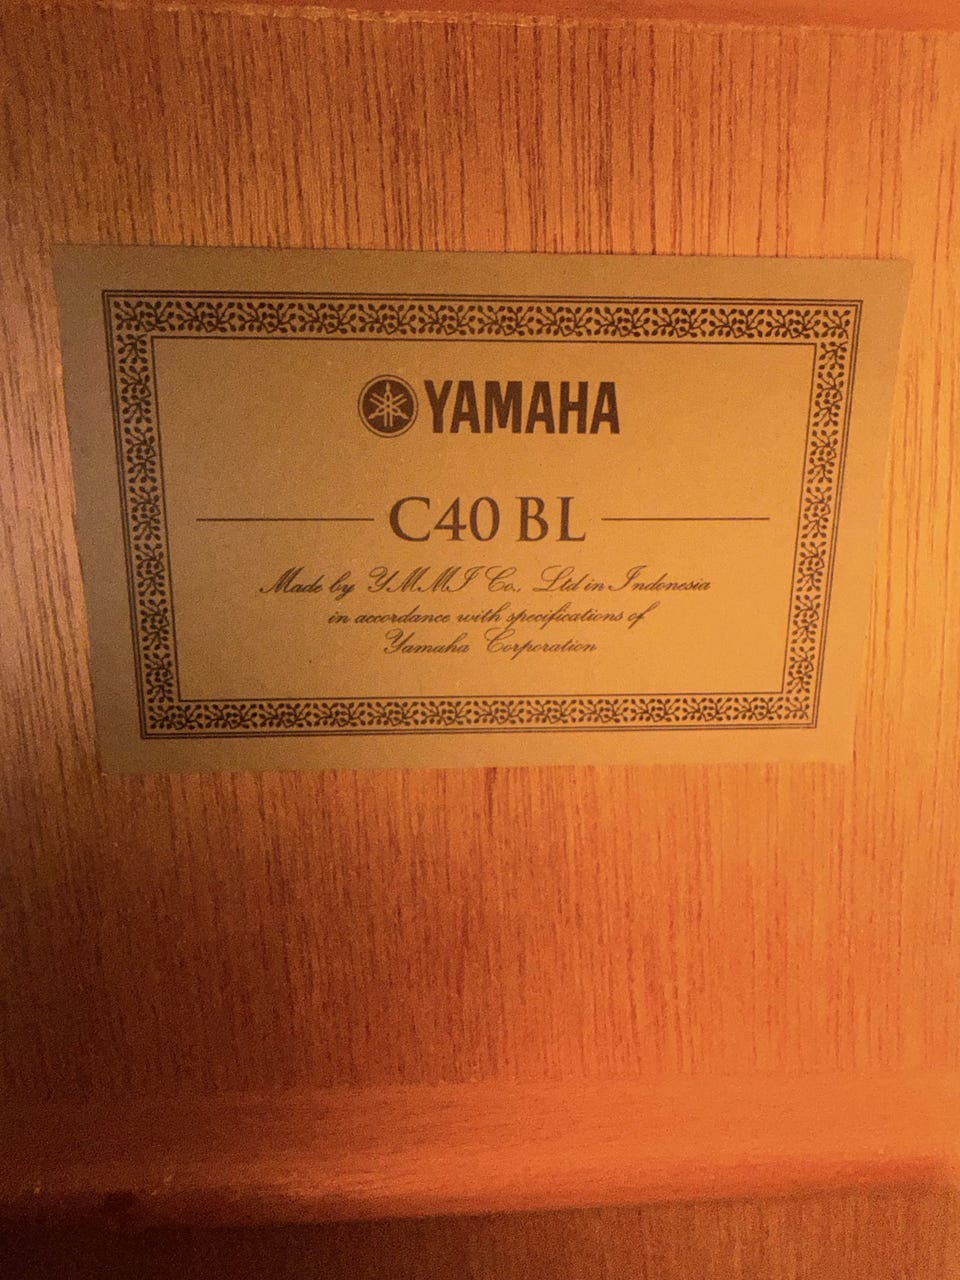 YAMAHA
C40 BL
Made by YMMI Co., Ltd in Indonesia
in accordance with specifications of
Yamaha Corporation